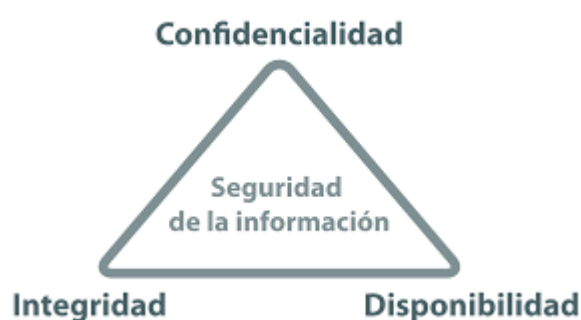 Confidencialidad
Seguridad
de la información
Integridad
Disponibilidad